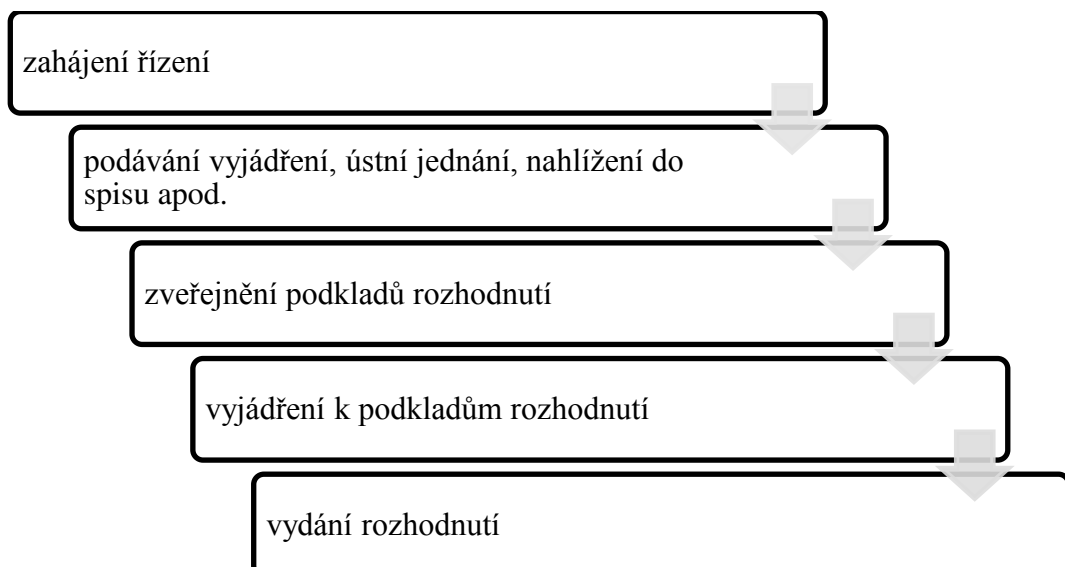 zahájení řízení
podávání vyjádření, ústní jednání, nahlížení do
spisu apod.
zveřejnění podkladů rozhodnutí
vyjádření k podkladům rozhodnutí
vydání rozhodnutí